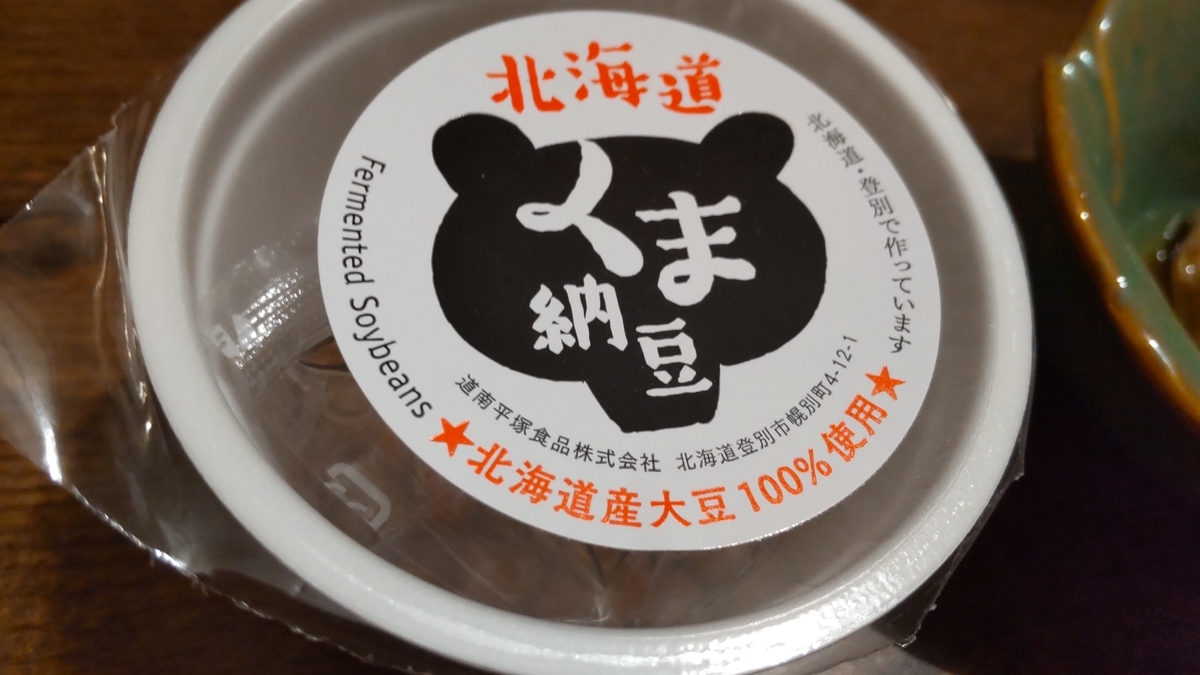 北海道
くま
納豆
Fermented Soybeans
北海道・登別で作っています
道南平塚食品株式会社 北海道登別市幌別町4-12-1
★北海道産大豆100%使用★